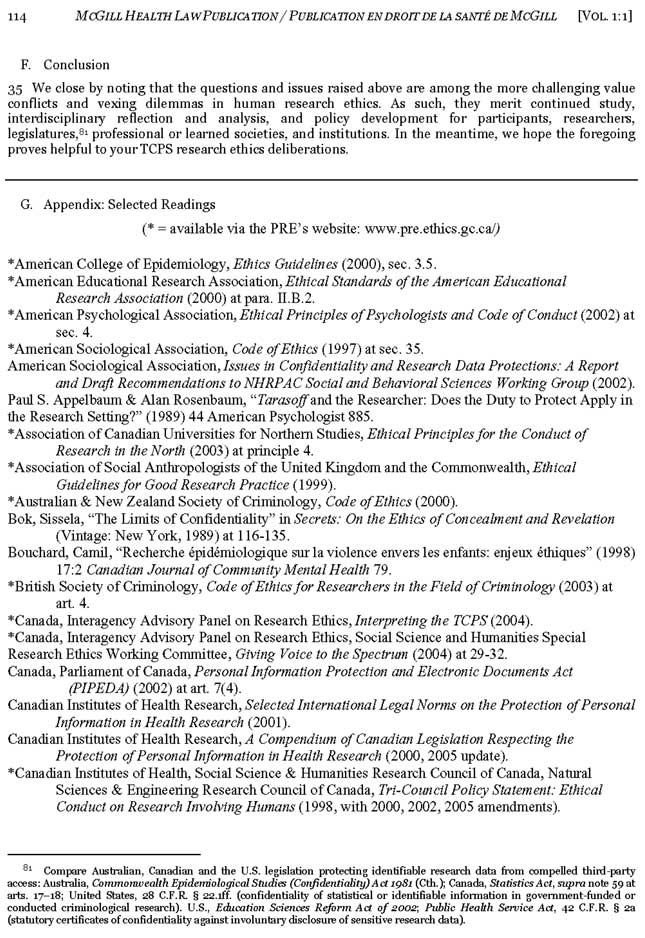 114 MCGILL HEALTH LAW PUBLICATION / PUBLICATION EN DROIT DE LA SANTÉ DE MCGILL [VOL. 1:1]
F. Conclusion
35 We close by noting that the questions and issues raised above are among the more challenging value
conflicts and vexing dilemmas in human research ethics. As such, they merit continued study,
interdisciplinary reflection and analysis, and policy development for participants, researchers,
legislatures,81 professional or learned societies, and institutions. In the meantime, we hope the foregoing
proves helpful to your TCPS research ethics deliberations.
G. Appendix: Selected Readings
(* = available via the PRE's website: www.pre.ethics.gc.ca/)
*American College of Epidemiology, Ethics Guidelines (2000), sec. 3.5.
*American Educational Research Association, Ethical Standards of the American Educational
Research Association (2000) at para. II.B.2.
*American Psychological Association, Ethical Principles of Psychologists and Code of Conduct (2002) at
sec. 4.
*American Sociological Association, Code of Ethics (1997) at sec. 35.
American Sociological Association, Issues in Confidentiality and Research Data Protections: A Report
and Draft Recommendations to NHRPAC Social and Behavioral Sciences Working Group (2002).
Paul S. Appelbaum & Alan Rosenbaum, "Tarasoff and the Researcher: Does the Duty to Protect Apply in
the Research Setting?" (1989) 44 American Psychologist 885.
*Association of Canadian Universities for Northern Studies, Ethical Principles for the Conduct of
Research in the North (2003) at principle 4.
*Association of Social Anthropologists of the United Kingdom and the Commonwealth, Ethical
Guidelines for Good Research Practice (1999).
*Australian & New Zealand Society of Criminology, Code of Ethics (2000).
Bok, Sissela, "The Limits of Confidentiality" in Secrets: On the Ethics of Concealment and Revelation
(Vintage: New York, 1989) at 116-135.
Bouchard, Camil, "Recherche épidémiologique sur la violence envers les enfants: enjeux éthiques" (1998)
17:2 Canadian Journal of Community Mental Health 79.
*British Society of Criminology, Code of Ethics for Researchers in the Field of Criminology (2003) at
art. 4.
*Canada, Interagency Advisory Panel on Research Ethics, Interpreting the TCPS (2004).
*Canada, Interagency Advisory Panel on Research Ethics, Social Science and Humanities Special
Research Ethics Working Committee, Giving Voice to the Spectrum (2004) at 29-32.
Canada, Parliament of Canada, Personal Information Protection and Electronic Documents Act
(PIPEDA) (2002) at art. 7(4).
Canadian Institutes of Health Research, Selected International Legal Norms on the Protection of Personal
Information in Health Research (2001).
Canadian Institutes of Health Research, A Compendium of Canadian Legislation Respecting the
Protection of Personal Information in Health Research (2000, 2005 update).
*Canadian Institutes of Health, Social Science & Humanities Research Council of Canada, Natural
Sciences & Engineering Research Council of Canada, Tri-Council Policy Statement: Ethical
Conduct on Research Involving Humans (1998, with 2000, 2002, 2005 amendments).
81 Compare Australian, Canadian and the U.S. legislation protecting identifiable research data from compelled third-party
access: Australia, Commonwealth Epidemiological Studies (Confidentiality) Act 1981 (Cth.); Canada, Statistics Act, supra note 59 at
arts. 17–18; United States, 28 C.F.R. § 22.1ff. (confidentiality of statistical or identifiable information in government-funded or
conducted criminological research). U.S., Education Sciences Reform Act of 2002; Public Health Service Act, 42 C.F.R. § 2a
(statutory certificates of confidentiality against involuntary disclosure of sensitive research data).